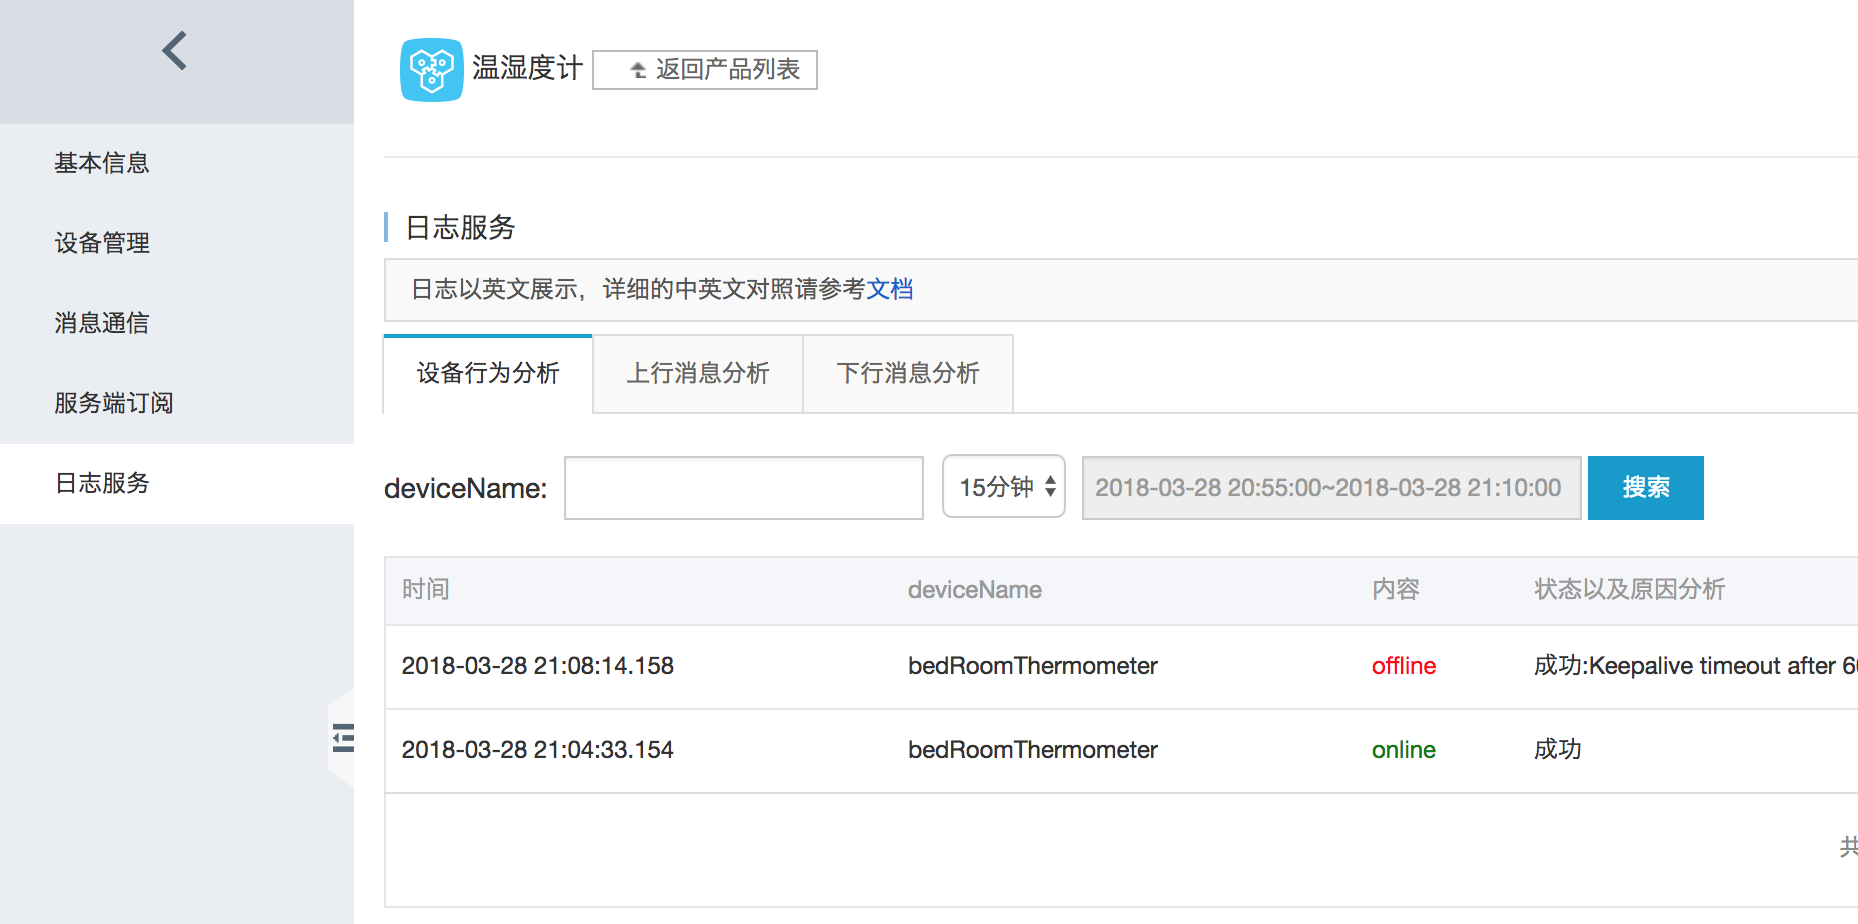 温湿度计 返回产品列表
基本信息
设备管理
消息通信
服务端订阅
日志服务
日志服务
日志以英文展示，详细的中英文对照请参考文档
设备行为分析 上行消息分析 下行消息分析
deviceName: 15分钟 2018-03-28 20:55:00~2018-03-28 21:10:00 搜索
时间 deviceName 内容 状态以及原因分析
2018-03-28 21:08:14.158 bedRoomThermometer offline 成功:Keepalive timeout after 6
2018-03-28 21:04:33.154 bedRoomThermometer online 成功
共